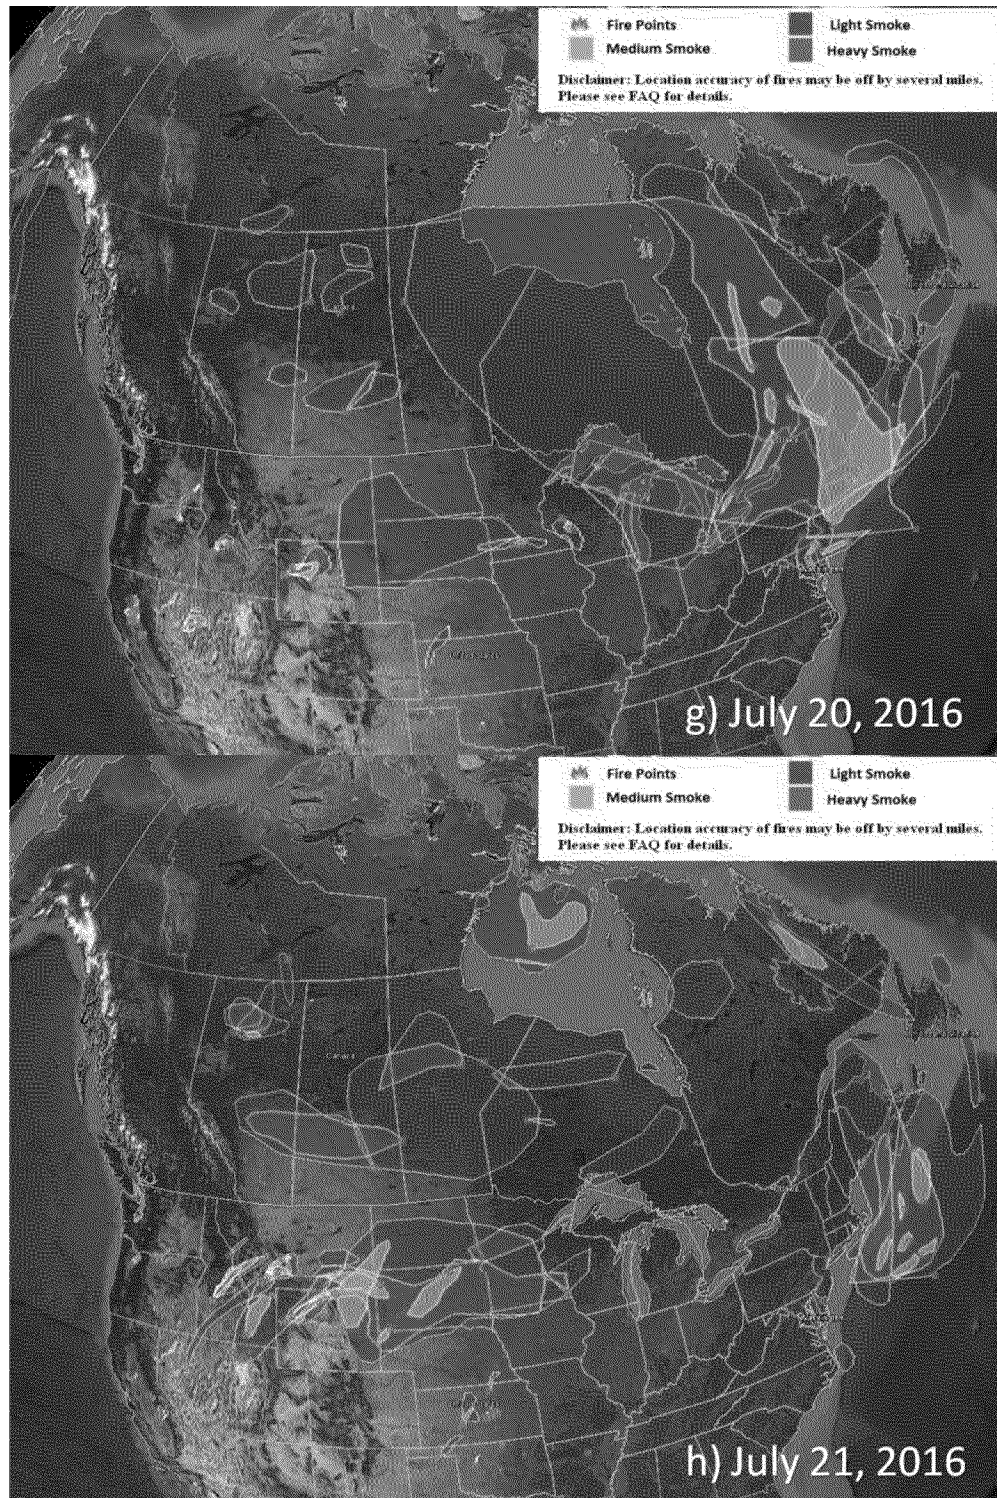 Fire Points
Light Smoke
Medium Smoke
Heavy Smoke
Disclaimer: Location accuracy of fires may be off by several miles.
Please see FAQ for details.
g) July 20, 2016
Fire Points
Light Smoke
Medium Smoke
Heavy Smoke
Disclaimer: Location accuracy of fires may be off by several miles.
Please see FAQ for details.
h) July 21, 2016